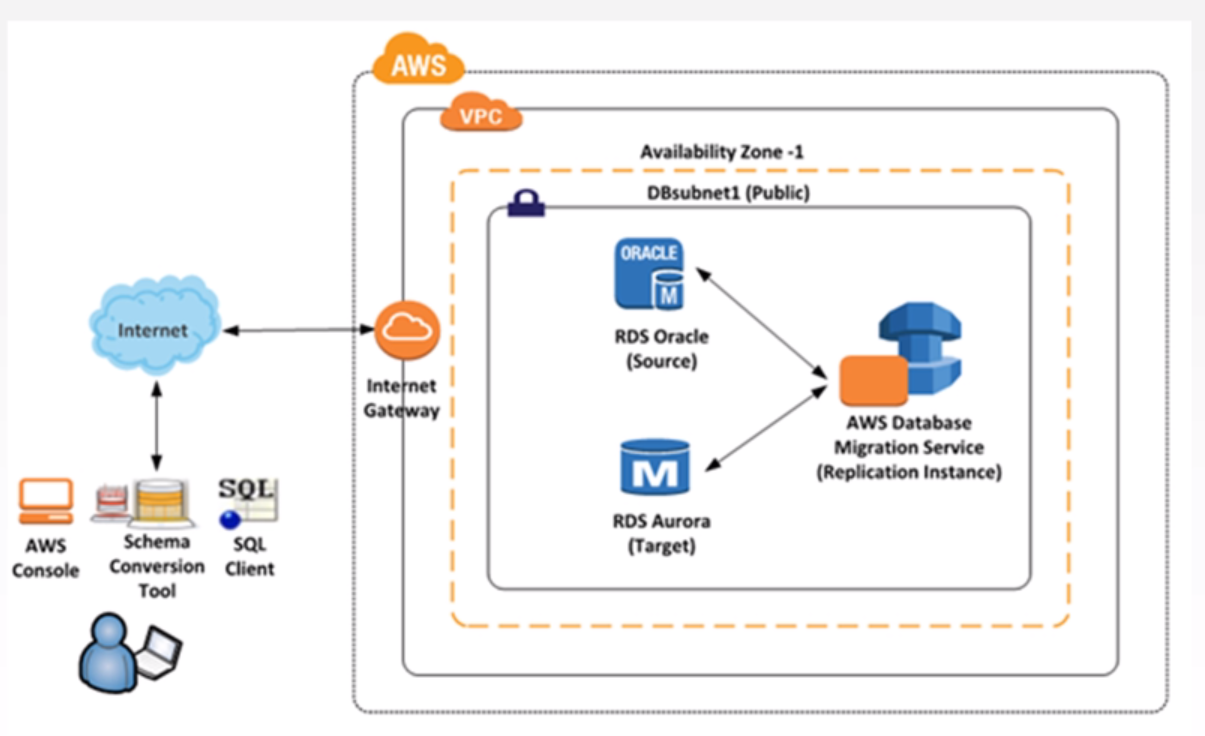 AWS
VPC
Availability Zone -1
DBsubnet1 (Public)
ORACLE
M
RDS Oracle
(Source)
Internet
Internet
Gateway
AWS Database
Migration Service
(Replication Instance)
M
RDS Aurora
(Target)
SQL
AWS
Console
Schema
Conversion
Tool
SQL
Client